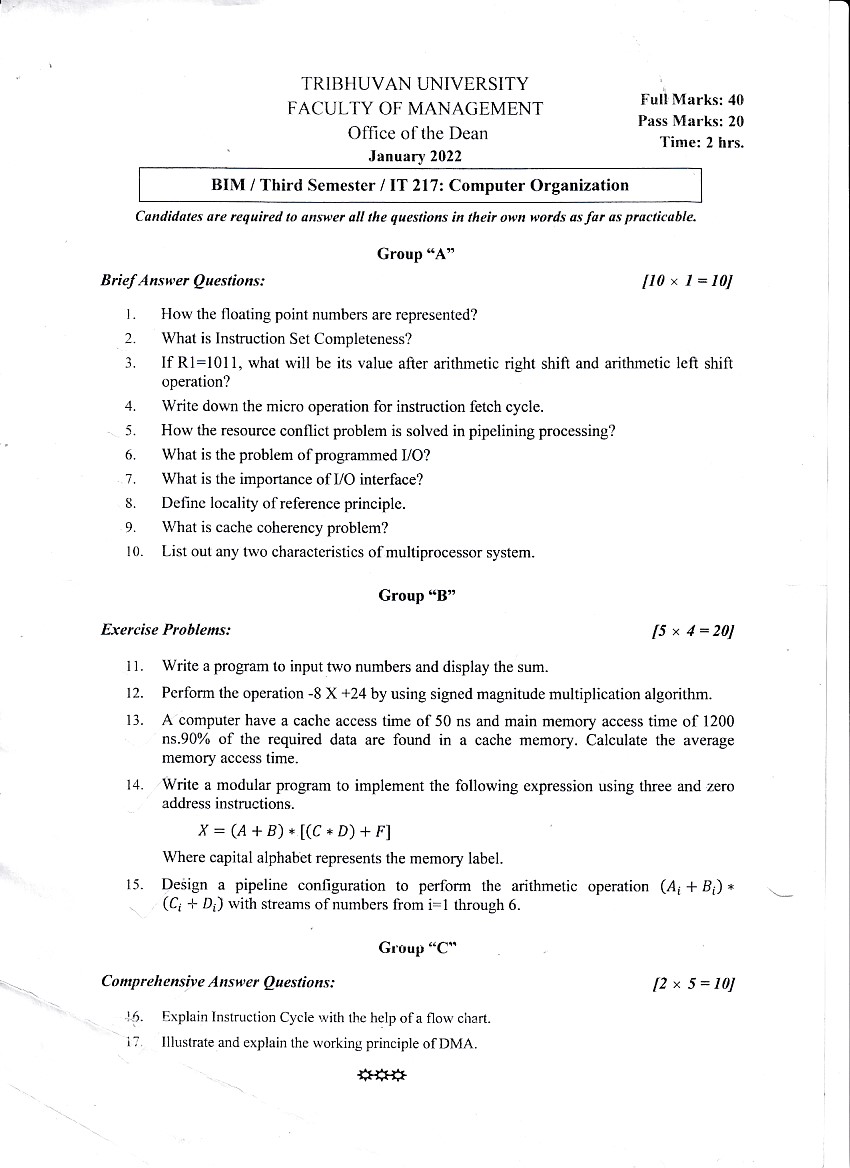 TRIBHUVAN UNIVERSITY
FACULTY OF MANAGEMENT
Office of the Dean
January 2022
Full Marks: 40
Pass Marks: 20
Time: 2 hrs.
BIM / Third Semester / IT 217: Computer Organization
Candidates are required to answer all the questions in their own words as far as practicable.
Group “A”
Brief Answer Questions: [10 × 1 = 10]
1. How the floating point numbers are represented?
2. What is Instruction Set Completeness?
3. If R1=1011, what will be its value after arithmetic right shift and arithmetic left shift
operation?
4. Write down the micro operation for instruction fetch cycle.
5. How the resource conflict problem is solved in pipelining processing?
6. What is the problem of programmed I/O?
7. What is the importance of I/O interface?
8. Define locality of reference principle.
9. What is cache coherency problem?
10. List out any two characteristics of multiprocessor system.
Group “B”
Exercise Problems: [5 × 4 = 20]
11. Write a program to input two numbers and display the sum.
12. Perform the operation -8 X +24 by using signed magnitude multiplication algorithm.
13. A computer have a cache access time of 50 ns and main memory access time of 1200
ns.90% of the required data are found in a cache memory. Calculate the average
memory access time.
14. Write a modular program to implement the following expression using three and zero
address instructions.
X = (A + B) ∗ [(C ∗ D) + F]
Where capital alphabet represents the memory label.
15. Design a pipeline configuration to perform the arithmetic operation (Aᵢ + Bᵢ) ∗
(Cᵢ + Dᵢ) with streams of numbers from i=1 through 6.
Group “C”
Comprehensive Answer Questions: [2 × 5 = 10]
16. Explain Instruction Cycle with the help of a flow chart.
17. Illustrate and explain the working principle of DMA.